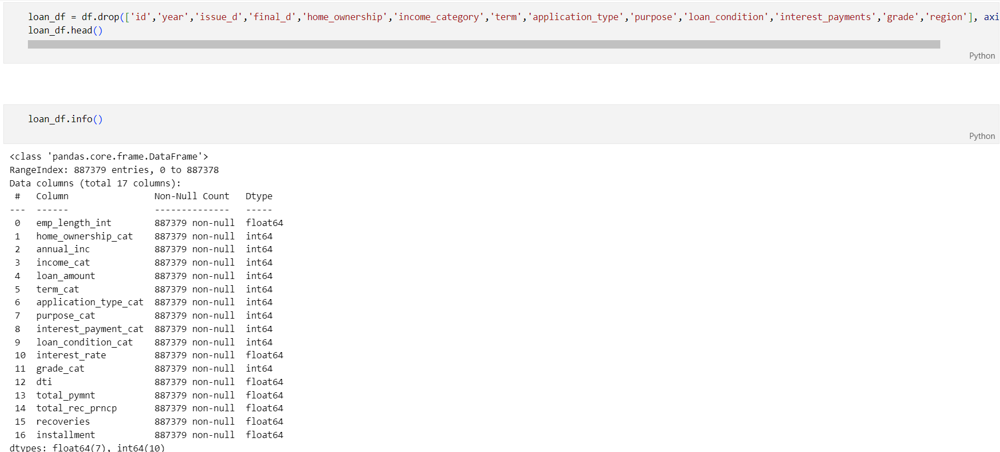 loan_df = df.drop(['id','year','issue_d','final_d','home_ownership','income_category','term','application_type','purpose','loan_condition','interest_payments','grade','region'], axi
loan_df.head()
Python
loan_df.info()
Python
<class 'pandas.core.frame.DataFrame'>
RangeIndex: 887379 entries, 0 to 887378
Data columns (total 17 columns):
 #   Column                Non-Null Count   Dtype
---  ------                --------------   -----
 0   emp_length_int        887379 non-null  float64
 1   home_ownership_cat    887379 non-null  int64
 2   annual_inc            887379 non-null  int64
 3   income_cat            887379 non-null  int64
 4   loan_amount           887379 non-null  int64
 5   term_cat              887379 non-null  int64
 6   application_type_cat  887379 non-null  int64
 7   purpose_cat           887379 non-null  int64
 8   interest_payment_cat  887379 non-null  int64
 9   loan_condition_cat    887379 non-null  int64
 10  interest_rate         887379 non-null  float64
 11  grade_cat             887379 non-null  int64
 12  dti                   887379 non-null  float64
 13  total_pymnt           887379 non-null  float64
 14  total_rec_prncp       887379 non-null  float64
 15  recoveries            887379 non-null  float64
 16  installment           887379 non-null  float64
dtypes: float64(7), int64(10)